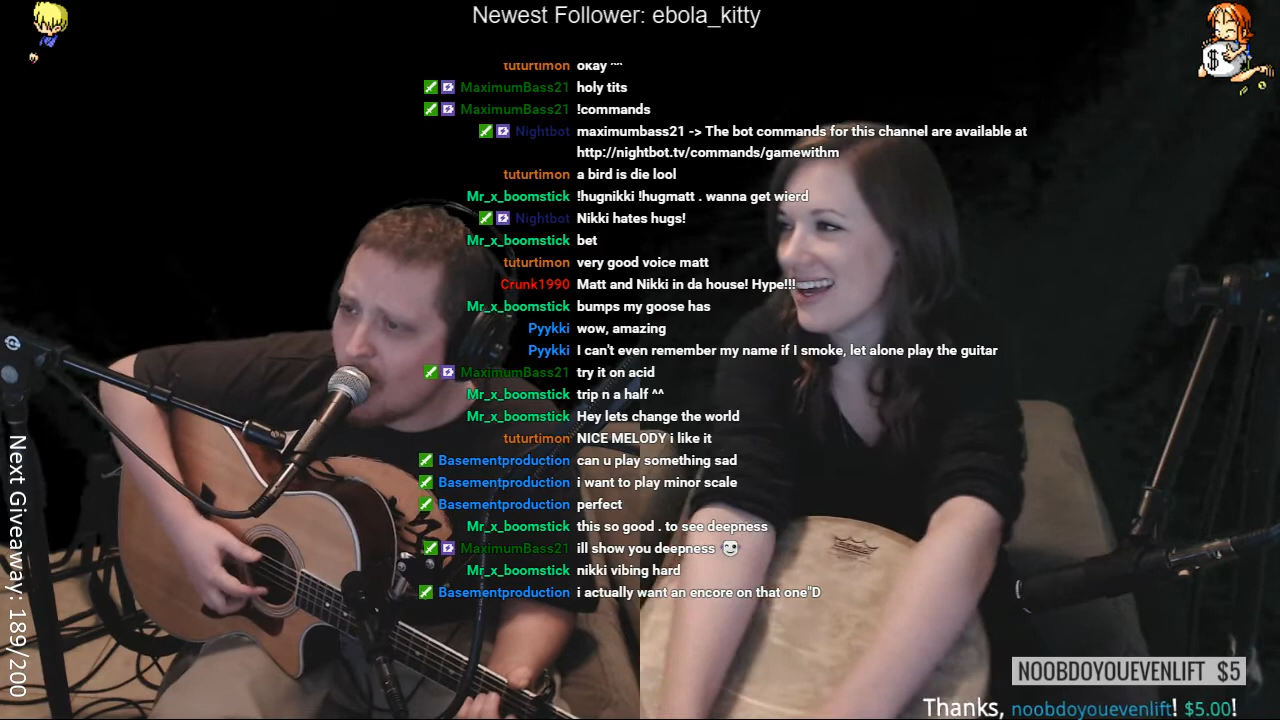 Newest Follower: ebola_kitty
tuturtimon okay ^^
MaximumBass21 holy tits
MaximumBass21 !commands
Nightbot maximumbass21 -> The bot commands for this channel are available at
http://nightbot.tv/commands/gamewithm
tuturtimon a bird is die lool
Mr_x_boomstick !hugnikki !hugmatt . wanna get wierd
Nightbot Nikki hates hugs!
Mr_x_boomstick bet
tuturtimon very good voice matt
Crunk1990 Matt and Nikki in da house! Hype!!!
Mr_x_boomstick bumps my goose has
Pyykki wow, amazing
Pyykki I can't even remember my name if I smoke, let alone play the guitar
MaximumBass21 try it on acid
Mr_x_boomstick trip n a half ^^
Mr_x_boomstick Hey lets change the world
tuturtimon NICE MELODY i like it
Basementproduction can u play something sad
Basementproduction i want to play minor scale
Basementproduction perfect
Mr_x_boomstick this so good . to see deepness
MaximumBass21 ill show you deepness
Mr_x_boomstick nikki vibing hard
Basementproduction i actually want an encore on that one"D
Next Giveaway: 189/200
NOOBDOYOUEVENLIFT $5
Thanks, noobdoyouevenlift! $5.00!